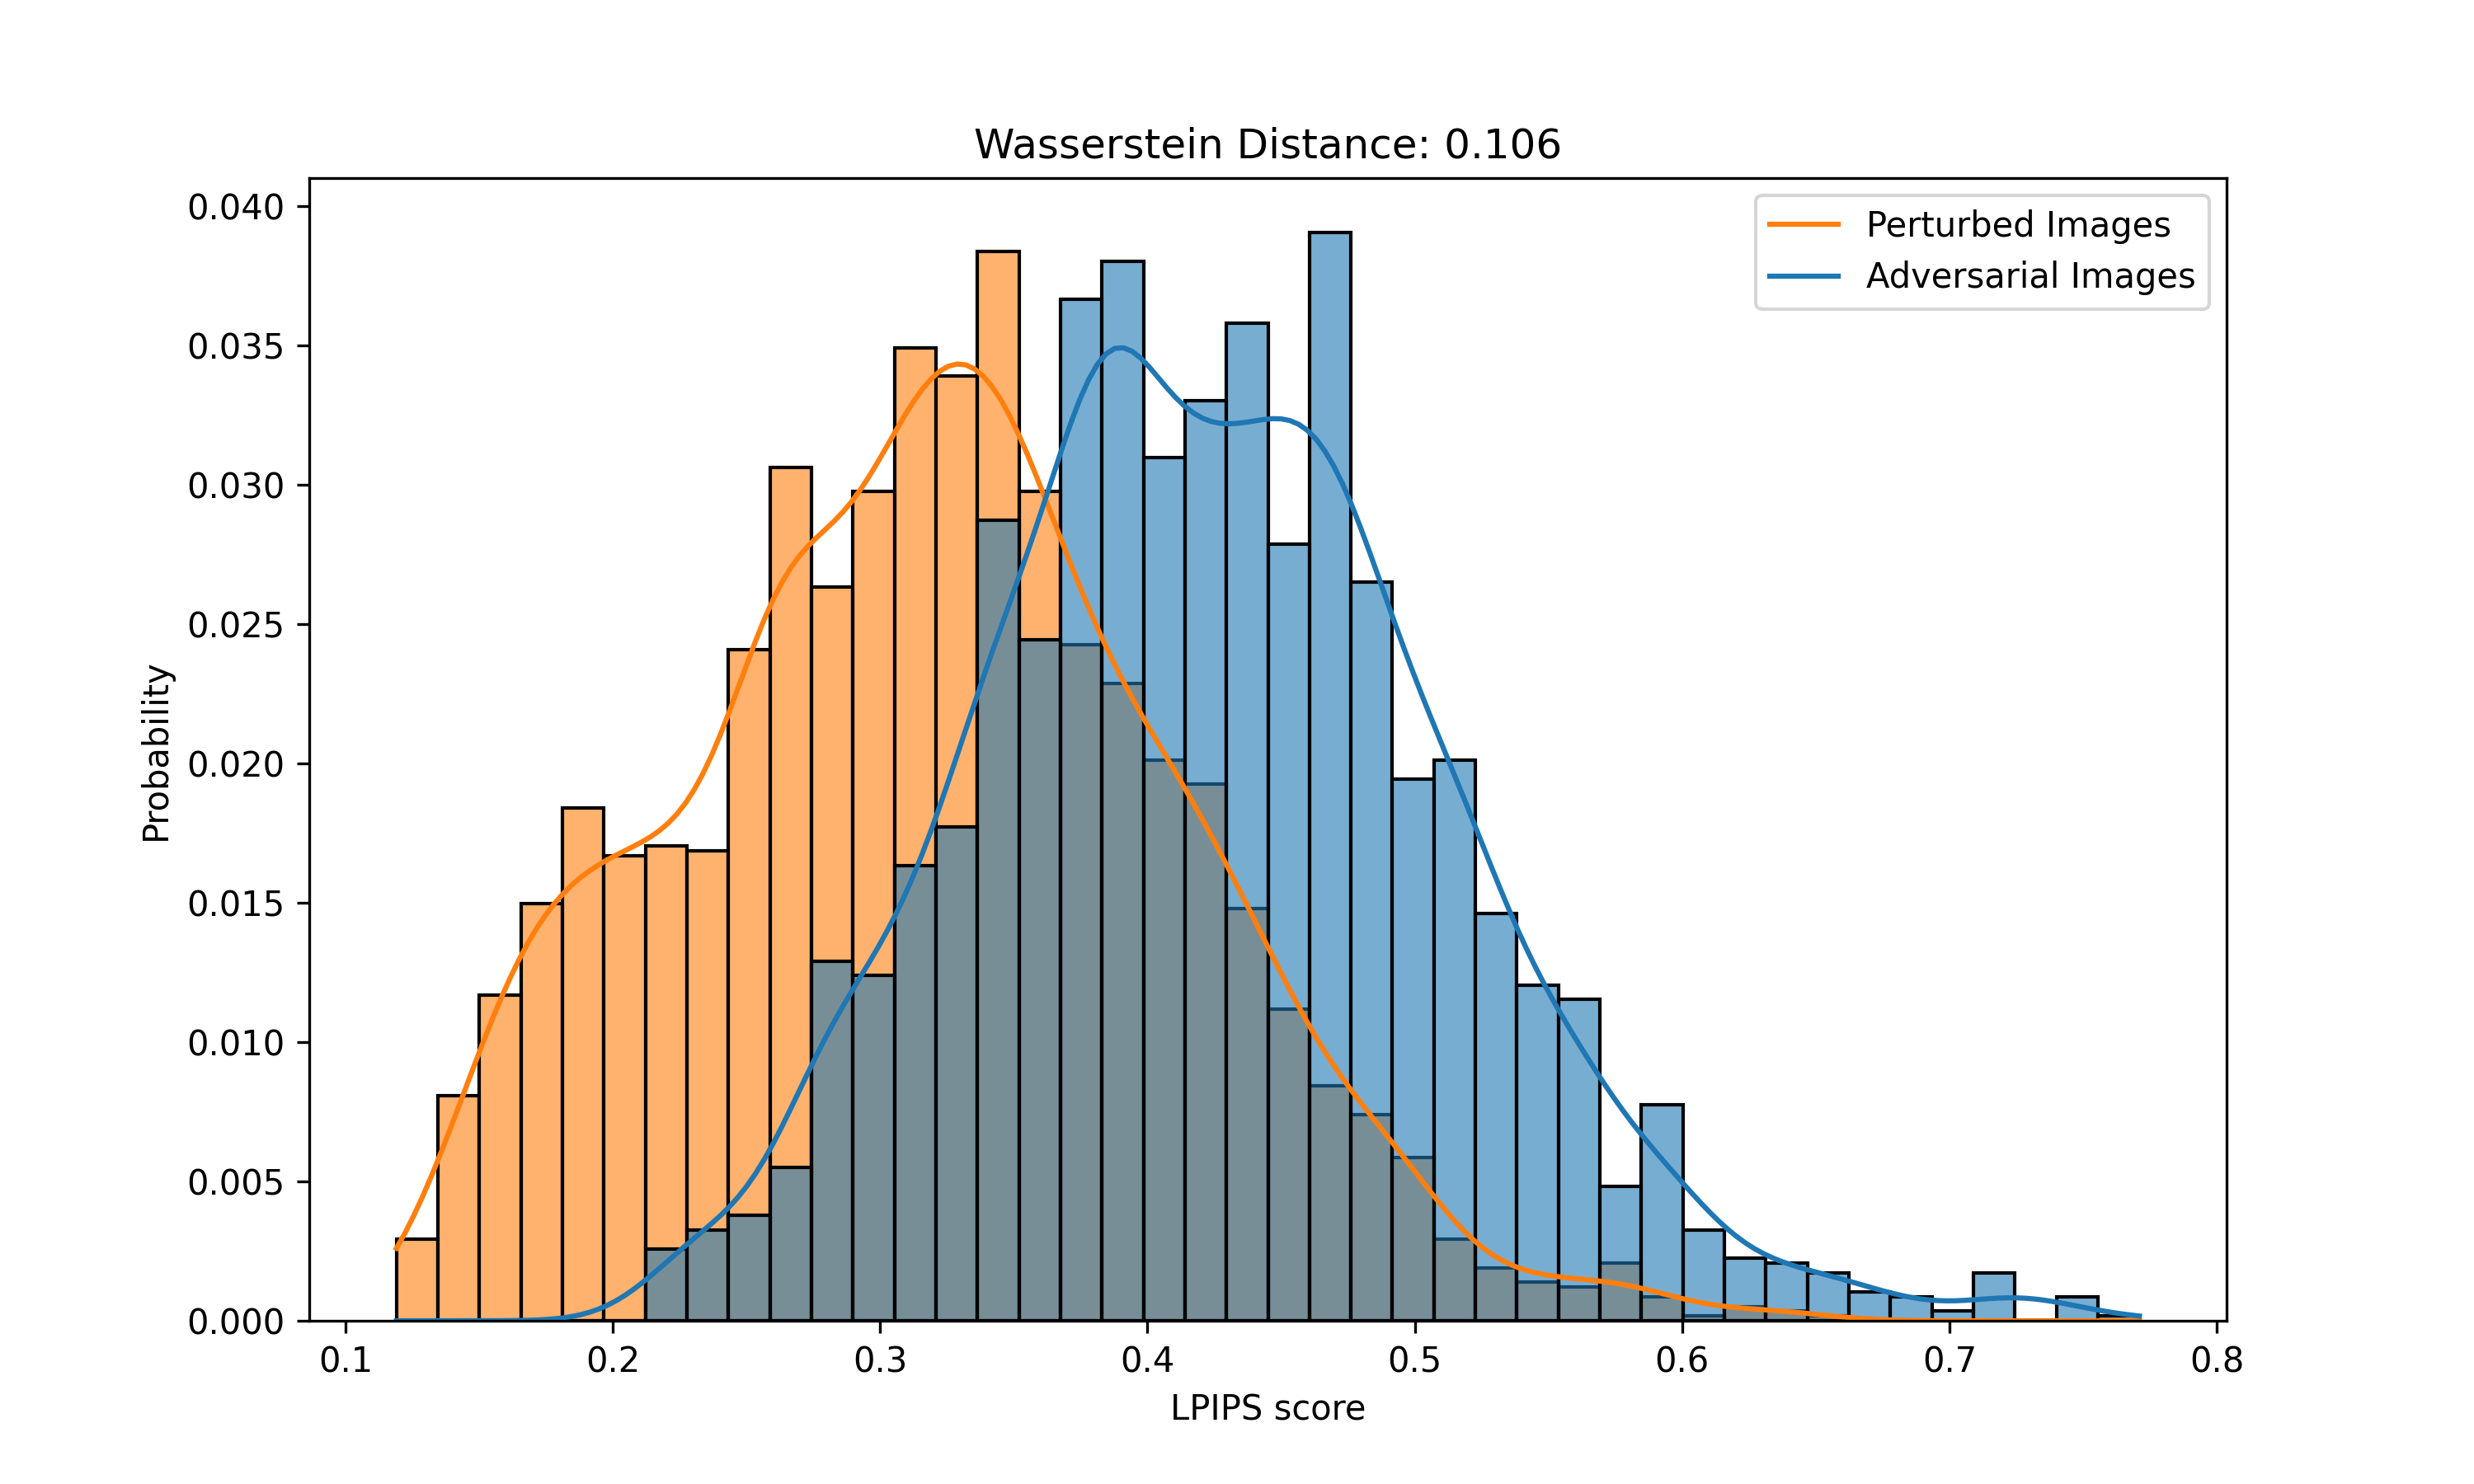 Wasserstein Distance: 0.106
Perturbed Images
Adversarial Images
0.040
0.035
0.030
0.025
0.020
0.015
0.010
0.005
0.000
Probability
0.1 0.2 0.3 0.4 0.5 0.6 0.7 0.8
LPIPS score